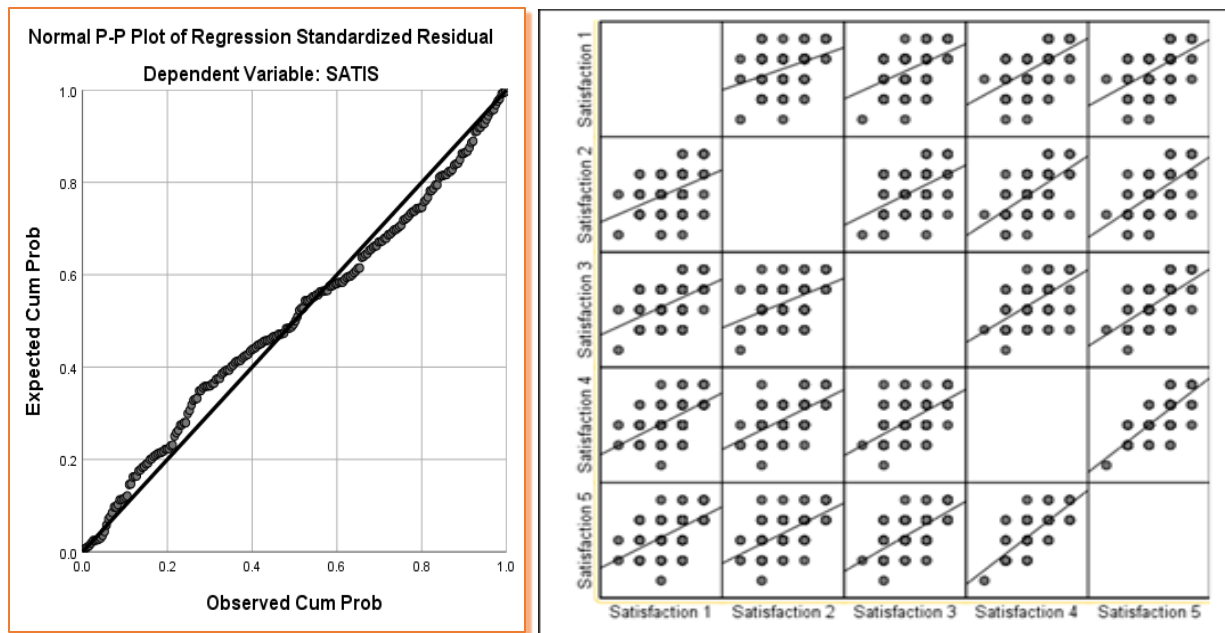 Normal P-P Plot of Regression Standardized Residual
Dependent Variable: SATIS
Expected Cum Prob
1.0
0.8
0.6
0.4
0.2
0.0
0.0 0.2 0.4 0.6 0.8 1.0
Observed Cum Prob
Satisfaction 1
Satisfaction 2
Satisfaction 3
Satisfaction 4
Satisfaction 5
Satisfaction 1 Satisfaction 2 Satisfaction 3 Satisfaction 4 Satisfaction 5